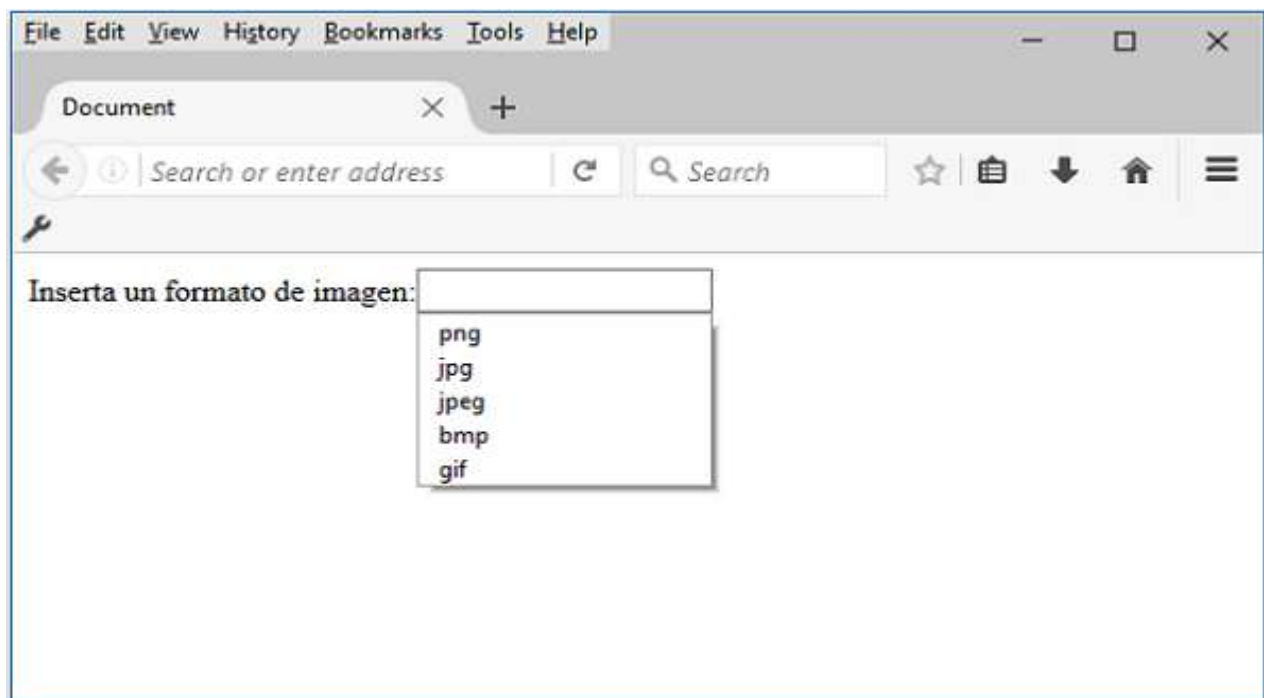 File Edit View History Bookmarks Tools Help
Document
Search or enter address Search
Inserta un formato de imagen:
png
jpg
jpeg
bmp
gif